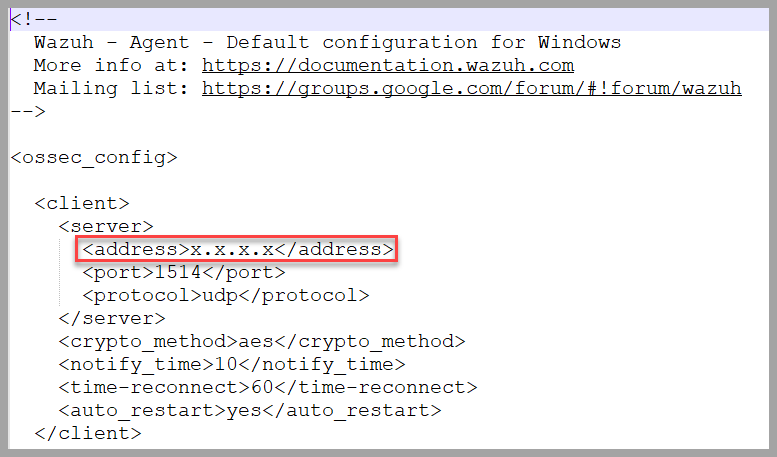 <!--
Wazuh - Agent - Default configuration for Windows
More info at: https://documentation.wazuh.com
Mailing list: https://groups.google.com/forum/#!forum/wazuh
-->
<ossec_config>
<client>
<server>
<address>x.x.x.x</address>
<port>1514</port>
<protocol>udp</protocol>
</server>
<crypto_method>aes</crypto_method>
<notify_time>10</notify_time>
<time-reconnect>60</time-reconnect>
<auto_restart>yes</auto_restart>
</client>